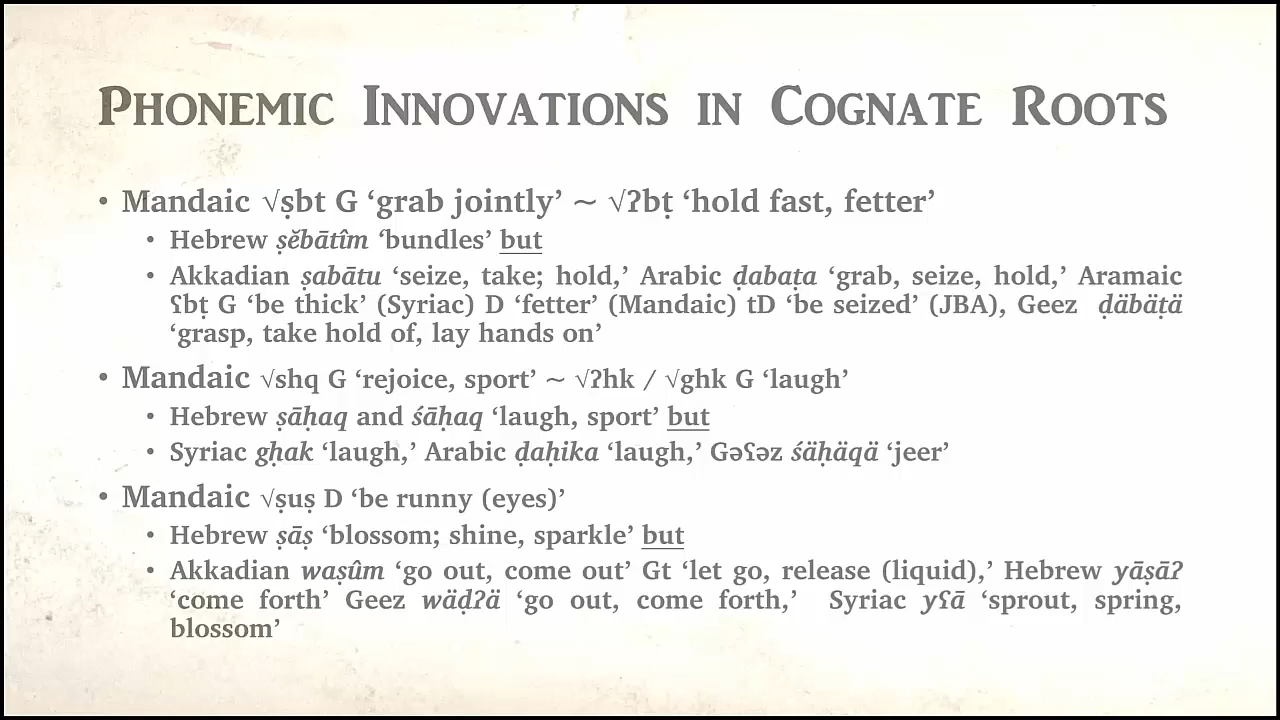 PHONEMIC INNOVATIONS IN COGNATE ROOTS
• Mandaic √ṣbt G ‘grab jointly’ ~ √ʔbṭ ‘hold fast, fetter’
• Hebrew ṣĕbātîm ‘bundles’ but
• Akkadian ṣabātu ‘seize, take; hold,’ Arabic ḍabaṭa ‘grab, seize, hold,’ Aramaic
ʕbṭ G ‘be thick’ (Syriac) D ‘fetter’ (Mandaic) tD ‘be seized’ (JBA), Geez ḍäbäṭä
‘grasp, take hold of, lay hands on’
• Mandaic √shq G ‘rejoice, sport’ ~ √ʔhk / √ghk G ‘laugh’
• Hebrew ṣāḥaq and śāḥaq ‘laugh, sport’ but
• Syriac gḥak ‘laugh,’ Arabic ḍaḥika ‘laugh,’ Gəʕəz śäḥäqä ‘jeer’
• Mandaic √ṣuṣ D ‘be runny (eyes)’
• Hebrew ṣāṣ ‘blossom; shine, sparkle’ but
• Akkadian waṣûm ‘go out, come out’ Gt ‘let go, release (liquid),’ Hebrew yāṣāʔ
‘come forth’ Geez wäḍʔä ‘go out, come forth,’ Syriac yʕā ‘sprout, spring,
blossom’